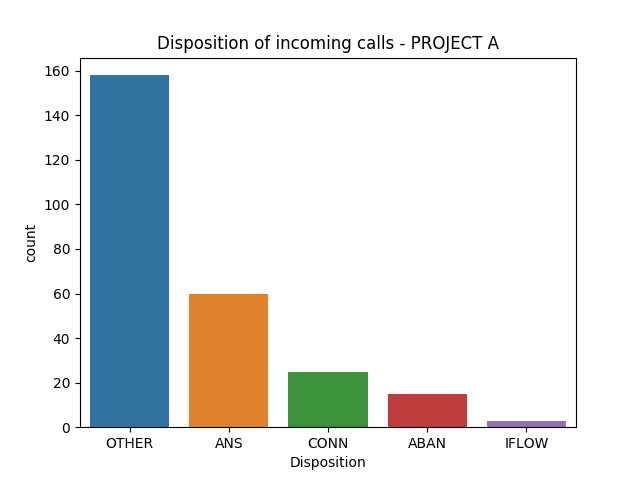 Disposition of incoming calls - PROJECT A
160
140
120
100
80
60
40
20
0
count
OTHER ANS CONN ABAN IFLOW
Disposition